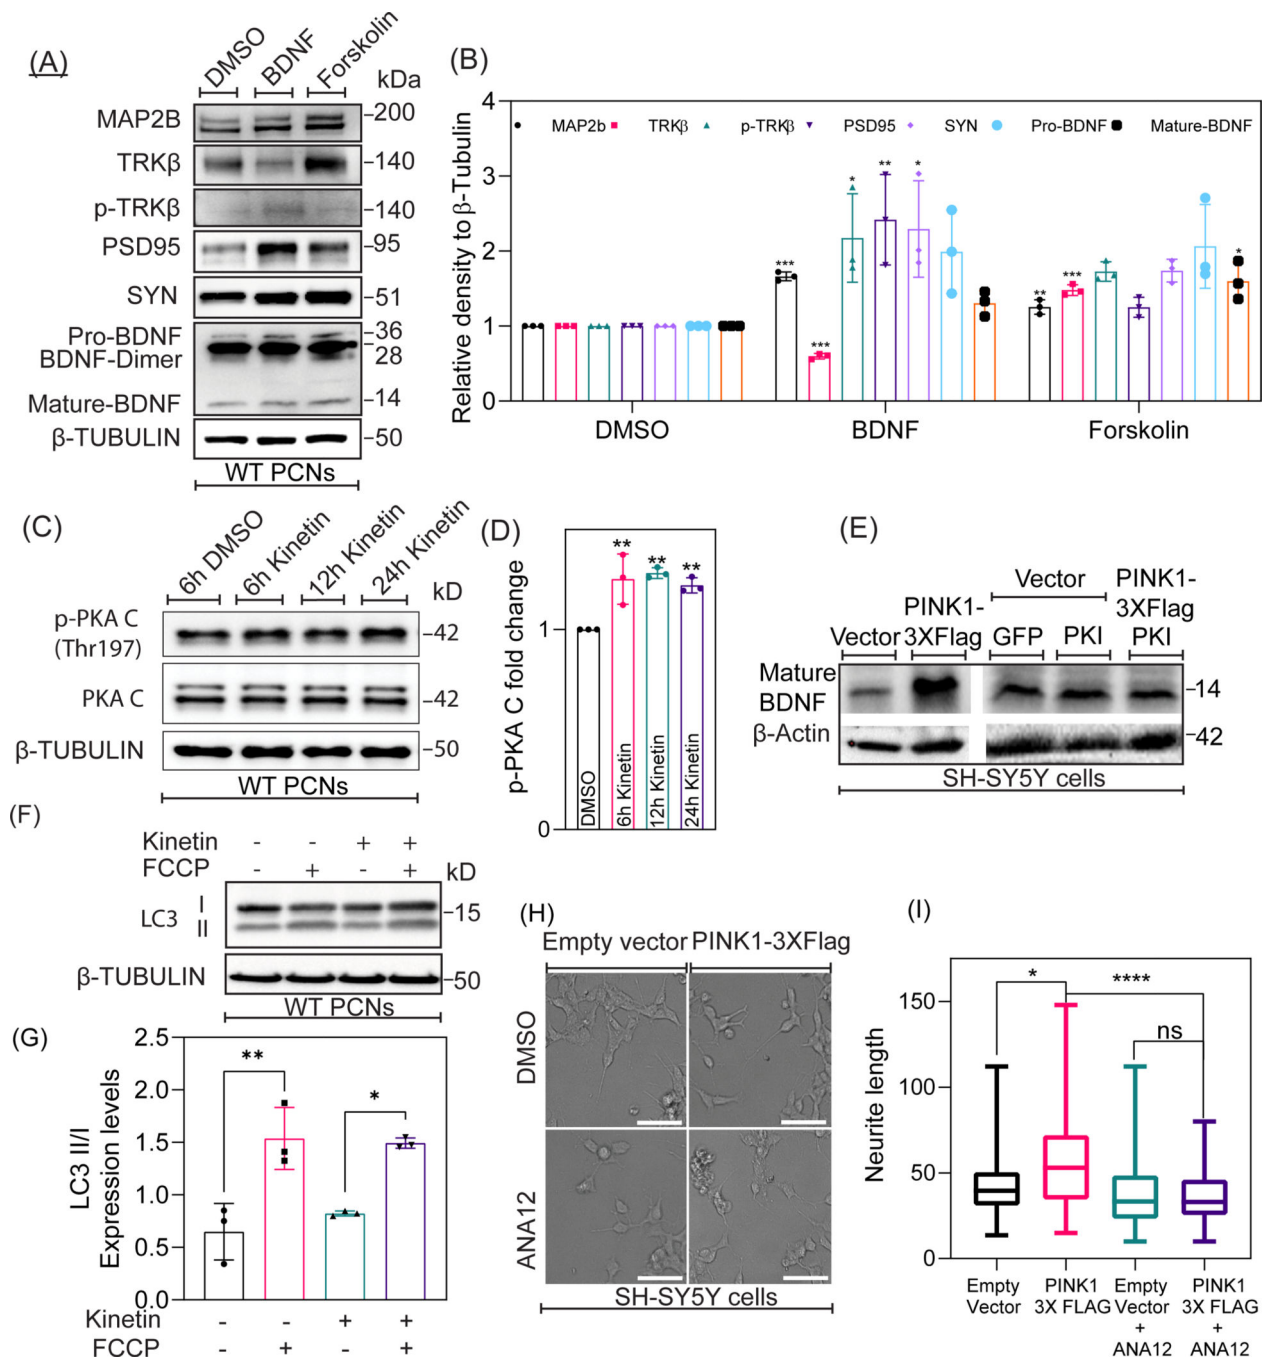 (A)
DMSO
BDNF
Forskolin
kDa
MAP2B
-200
TRKβ
-140
p-TRKβ
-140
PSD95
-95
SYN
-51
Pro-BDNF
-36
BDNF-Dimer
28
Mature-BDNF
-14
β-TUBULIN
-50
WT PCNs
(B)
Relative density to β-Tubulin
4
3
2
1
0
MAP2b TRKβ p-TRKβ PSD95 SYN Pro-BDNF Mature-BDNF
*** *** * ** * ** *** *
DMSO BDNF Forskolin
(C)
6h DMSO
6h Kinetin
12h Kinetin
24h Kinetin
kD
p-PKA C
(Thr197)
-42
PKA C
-42
β-TUBULIN
-50
WT PCNs
(D)
p-PKA C fold change
1
0
** ** **
DMSO
6h Kinetin
12h Kinetin
24h Kinetin
(E)
Vector
PINK1-
3XFlag
Vector
GFP
PKI
PINK1-
3XFlag
PKI
Mature
BDNF
-14
β-Actin
-42
SH-SY5Y cells
(F)
Kinetin - - + +
FCCP - + - +
kD
LC3
I
II
-15
β-TUBULIN
-50
WT PCNs
(G)
LC3 II/I
Expression levels
2.5
2.0
1.5
1.0
0.5
0.0
** *
Kinetin - - + +
FCCP - + - +
(H)
Empty vector PINK1-3XFlag
DMSO
ANA12
SH-SY5Y cells
(I)
Neurite length
150
100
50
0
* **** ns
Empty
Vector
PINK1
3X FLAG
Empty
Vector
+
ANA12
PINK1
3X FLAG
+
ANA12